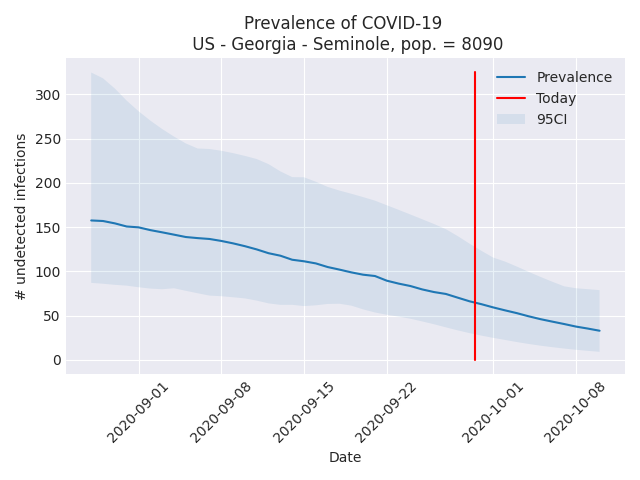 Prevalence of COVID-19
US - Georgia - Seminole, pop. = 8090
Prevalence
Today
95CI
# undetected infections
300
250
200
150
100
50
0
2020-09-01
2020-09-08
2020-09-15
2020-09-22
2020-10-01
2020-10-08
Date